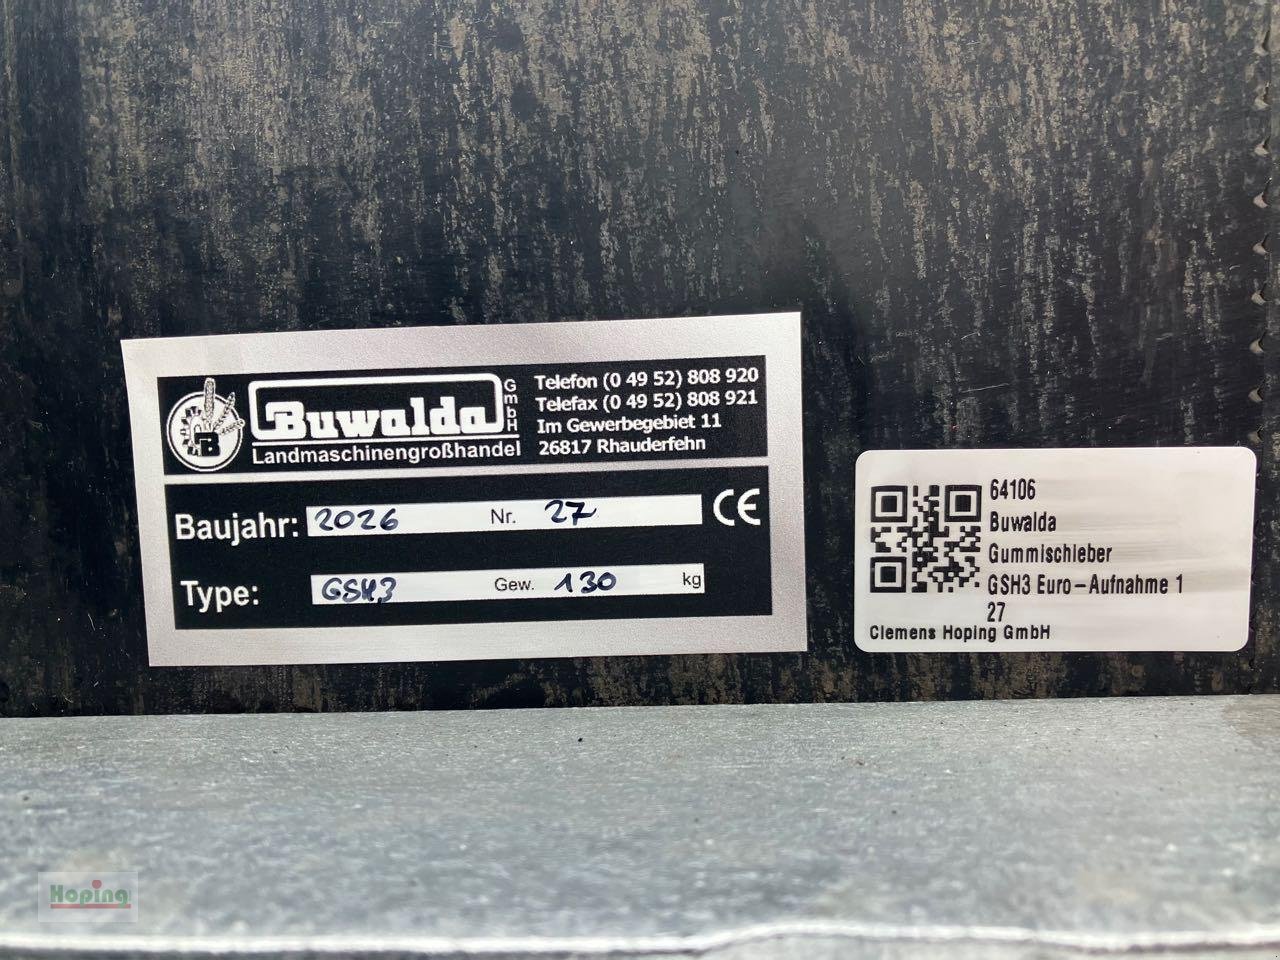 Buwalda GmbH
Landmaschinengroßhandel
Telefon (0 49 52) 808 920
Telefax (0 49 52) 808 921
Im Gewerbegebiet 11
26817 Rhauderfehn
B
Baujahr: 2026 Nr. 27 CE
Type: GSH3 Gew. 130 kg
64106
Buwalda
Gummischieber
GSH3 Euro-Aufnahme 1
27
Clemens Hoping GmbH
Hoping